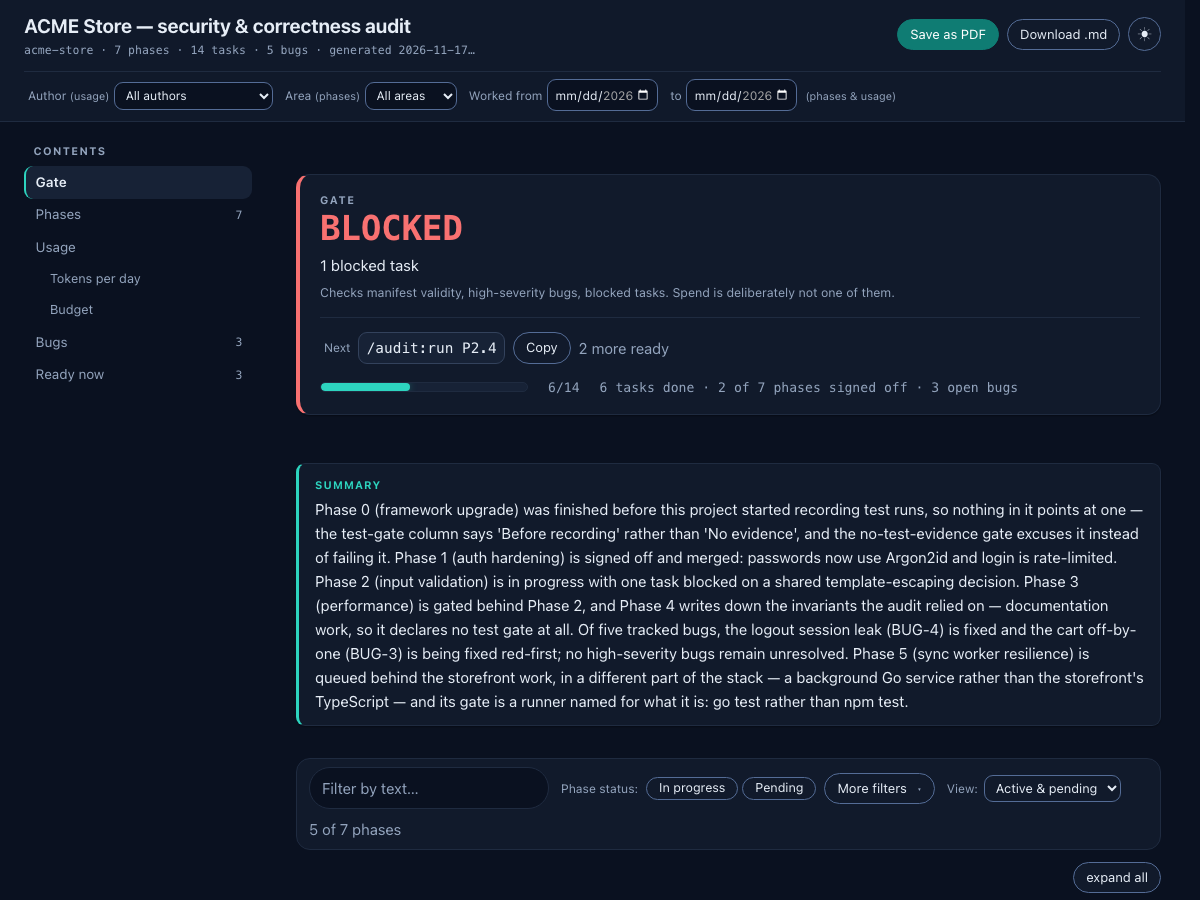 ACME Store — security & correctness audit
acme-store · 7 phases · 14 tasks · 5 bugs · generated 2026-11-17…
Save as PDF
Download .md
Author (usage) All authors Area (phases) All areas Worked from mm/dd/2026 to mm/dd/2026 (phases & usage)
CONTENTS
Gate
Phases 7
Usage
Tokens per day
Budget
Bugs 3
Ready now 3
GATE
BLOCKED
1 blocked task
Checks manifest validity, high-severity bugs, blocked tasks. Spend is deliberately not one of them.
Next /audit:run P2.4 Copy 2 more ready
6/14 6 tasks done · 2 of 7 phases signed off · 3 open bugs
SUMMARY
Phase 0 (framework upgrade) was finished before this project started recording test runs, so nothing in it points at one —
the test-gate column says 'Before recording' rather than 'No evidence', and the no-test-evidence gate excuses it instead
of failing it. Phase 1 (auth hardening) is signed off and merged: passwords now use Argon2id and login is rate-limited.
Phase 2 (input validation) is in progress with one task blocked on a shared template-escaping decision. Phase 3
(performance) is gated behind Phase 2, and Phase 4 writes down the invariants the audit relied on — documentation
work, so it declares no test gate at all. Of five tracked bugs, the logout session leak (BUG-4) is fixed and the cart off-by-
one (BUG-3) is being fixed red-first; no high-severity bugs remain unresolved. Phase 5 (sync worker resilience) is
queued behind the storefront work, in a different part of the stack — a background Go service rather than the storefront's
TypeScript — and its gate is a runner named for what it is: go test rather than npm test.
Filter by text... Phase status: In progress Pending More filters · View: Active & pending
5 of 7 phases
expand all